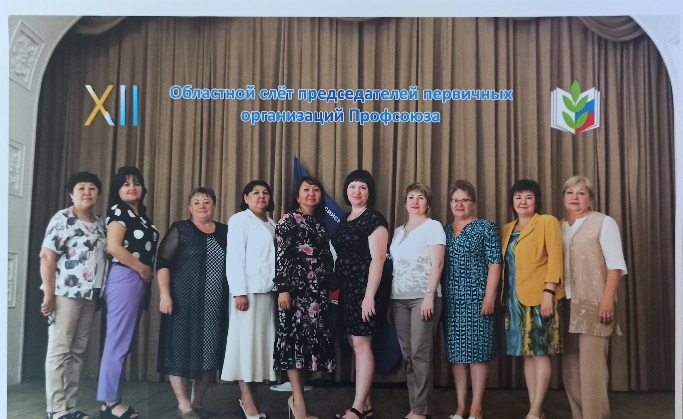 XII
Областной слёт председателей первичных
организаций Профсоюза